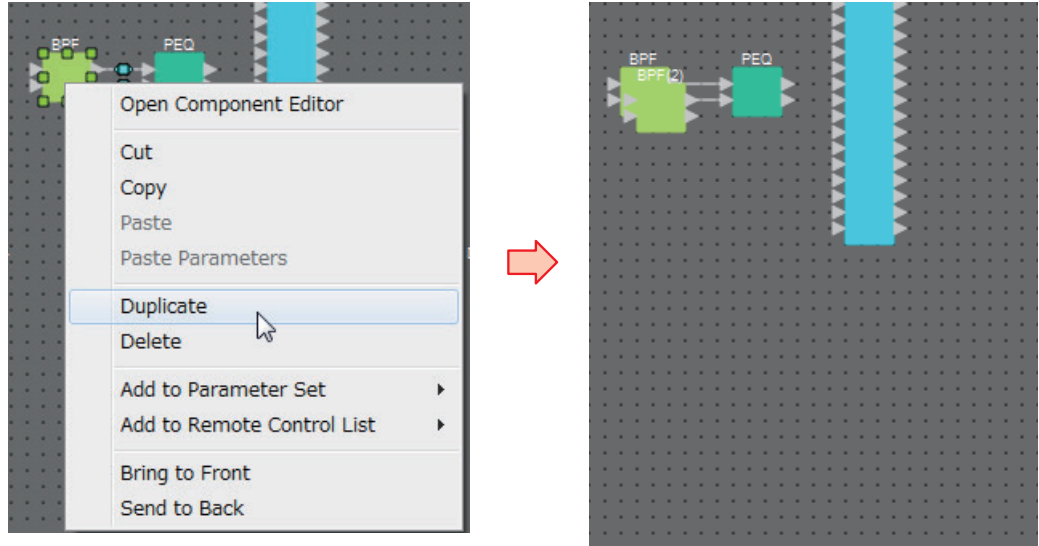 BPF
PEQ
Open Component Editor
Cut
Copy
Paste
Paste Parameters
Duplicate
Delete
Add to Parameter Set
Add to Remote Control List
Bring to Front
Send to Back
BPF
PEQ
BPF(2)